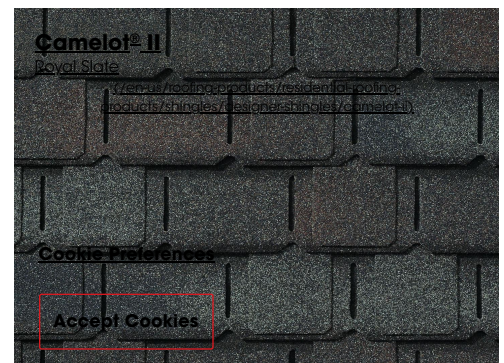 Camelot® II
Royal Slate
(/en-us/roofing-products/residential-roofing-
products/shingles/designer-shingles/camelot-ii)
Cookie Preferences
Accept Cookies